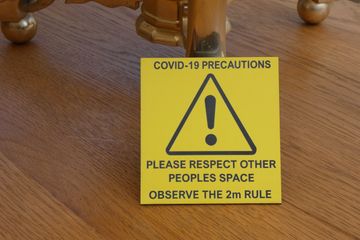 COVID-19 PRECAUTIONS
PLEASE RESPECT OTHER
PEOPLES SPACE
OBSERVE THE 2m RULE